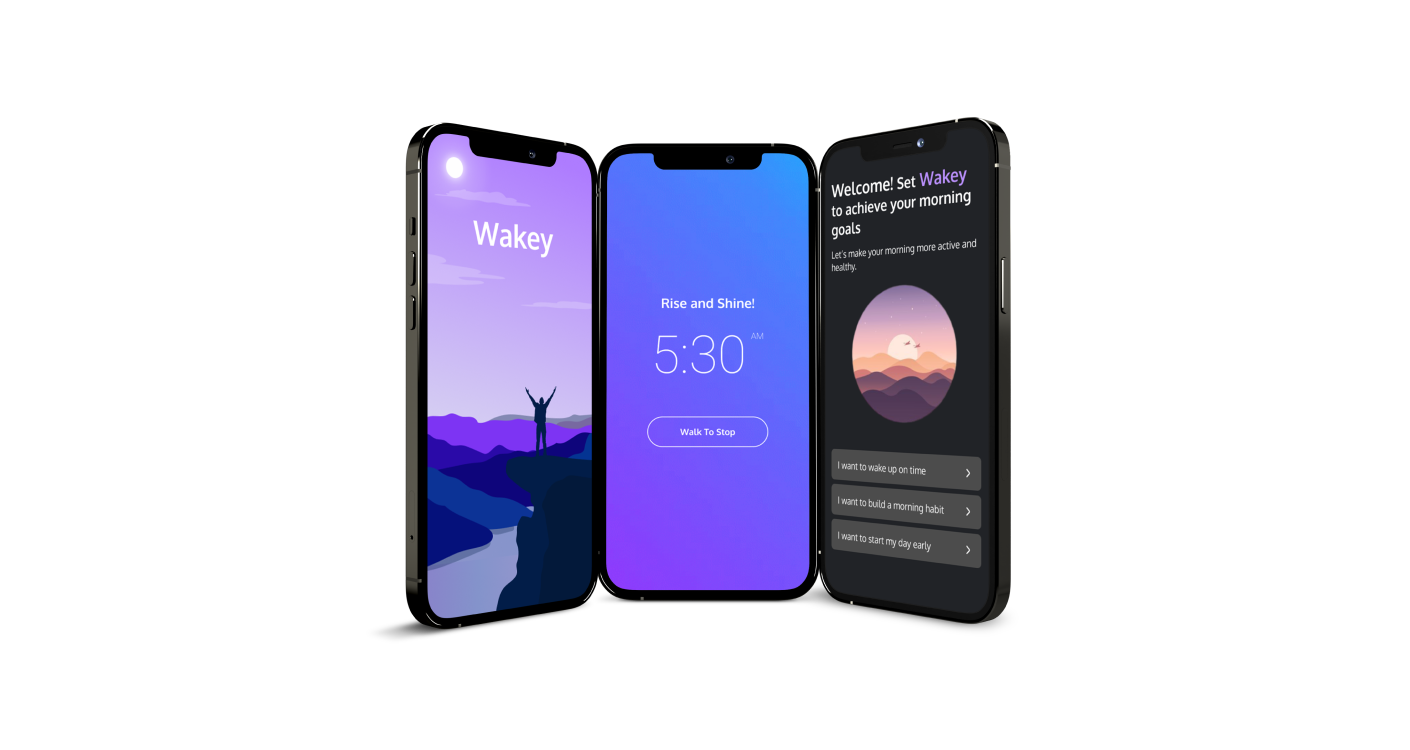 Wakey
Rise and Shine!
5:30 AM
Walk To Stop
Welcome! Set Wakey
to achieve your morning
goals
Let's make your morning more active and
healthy.
I want to wake up on time
I want to build a morning habit
I want to start my day early